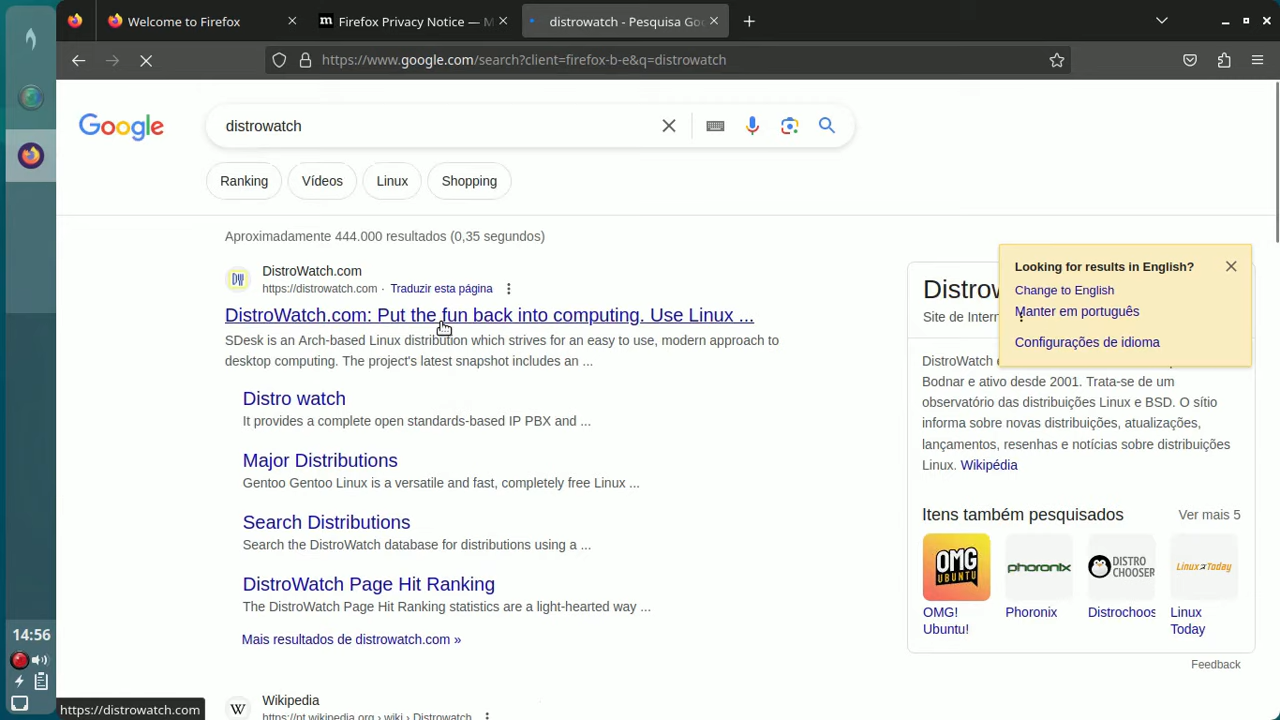 Welcome to Firefox
Firefox Privacy Notice — M
distrowatch - Pesquisa Goo
https://www.google.com/search?client=firefox-b-e&q=distrowatch
Google
distrowatch
Ranking
Vídeos
Linux
Shopping
Aproximadamente 444.000 resultados (0,35 segundos)
DistroWatch.com
https://distrowatch.com · Traduzir esta página
DistroWatch.com: Put the fun back into computing. Use Linux ...
SDesk is an Arch-based Linux distribution which strives for an easy to use, modern approach to
desktop computing. The project's latest snapshot includes an ...
Distro watch
It provides a complete open standards-based IP PBX and ...
Major Distributions
Gentoo Gentoo Linux is a versatile and fast, completely free Linux ...
Search Distributions
Search the DistroWatch database for distributions using a ...
DistroWatch Page Hit Ranking
The DistroWatch Page Hit Ranking statistics are a light-hearted way ...
Mais resultados de distrowatch.com »
Wikipedia
https://pt.wikipedia.org › wiki › Distrowatch
Looking for results in English?
Change to English
Manter em português
Configurações de idioma
Distrow
Site de Intern
DistroWatch
Bodnar e ativo desde 2001. Trata-se de um
observatório das distribuições Linux e BSD. O sítio
informa sobre novas distribuições, atualizações,
lançamentos, resenhas e notícias sobre distribuições
Linux. Wikipédia
Itens também pesquisados
Ver mais 5
OMG!
UBUNTU!
phoronix
DISTRO
CHOOSER
Linux Today
OMG!
Ubuntu!
Phoronix
Distrochoos
Linux
Today
Feedback
14:56
https://distrowatch.com